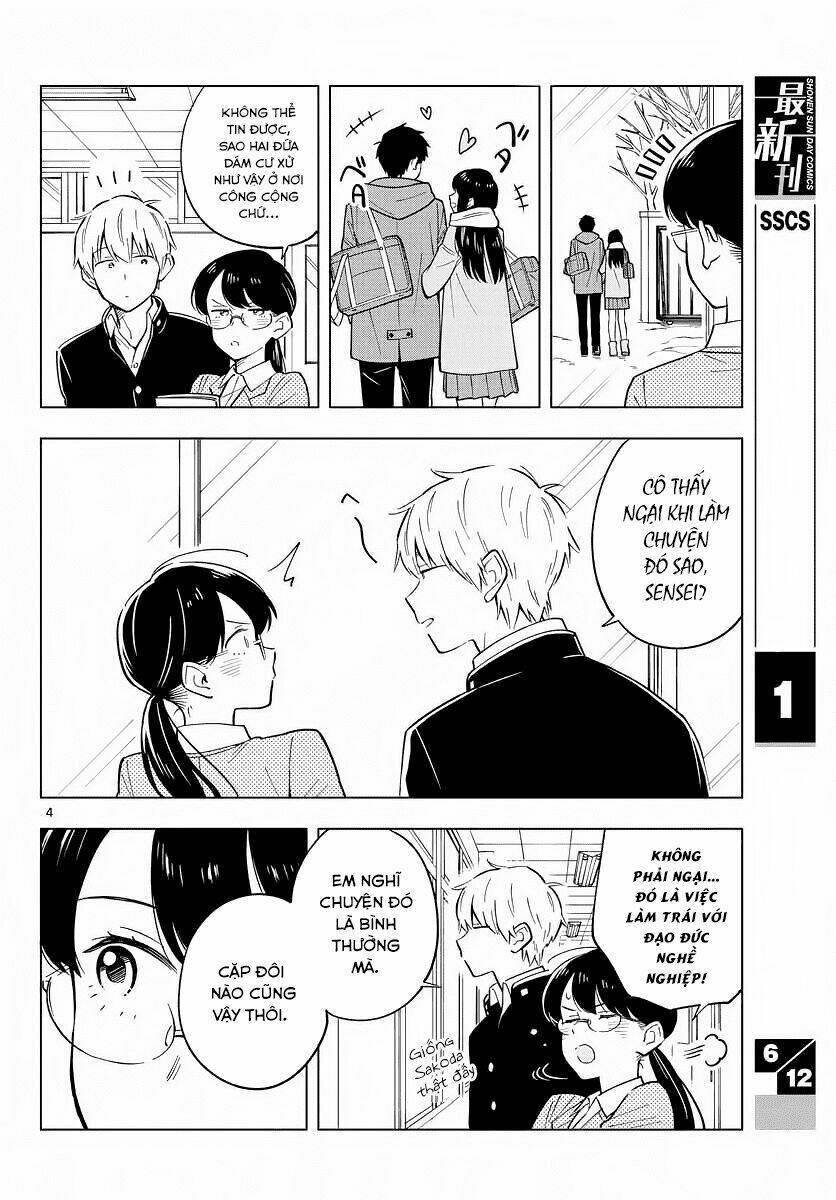 KHÔNG THỂ
TIN ĐƯỢC,
SAO HAI ĐỨA
DÁM CƯ XỬ
NHƯ VẬY Ở NƠI
CÔNG CỘNG
CHỨ...
CÔ THẤY
NGẠI KHI LÀM
CHUYỆN
ĐÓ SAO,
SENSEI?
4
CẶP ĐÔI
NÀO CŨNG
VẬY THÔI.
EM NGHĨ
CHUYỆN ĐÓ
LÀ BÌNH
THƯỜNG
MÀ.
KHÔNG
PHẢI NGẠI...
ĐÓ LÀ VIỆC
LÀM TRÁI VỚI
ĐẠO ĐỨC
NGHỀ
NGHIỆP!
Giống
Sakoda
thật đấy
最新刊
SHONEN SUNDAY COMICS
SSCS
1
6/12